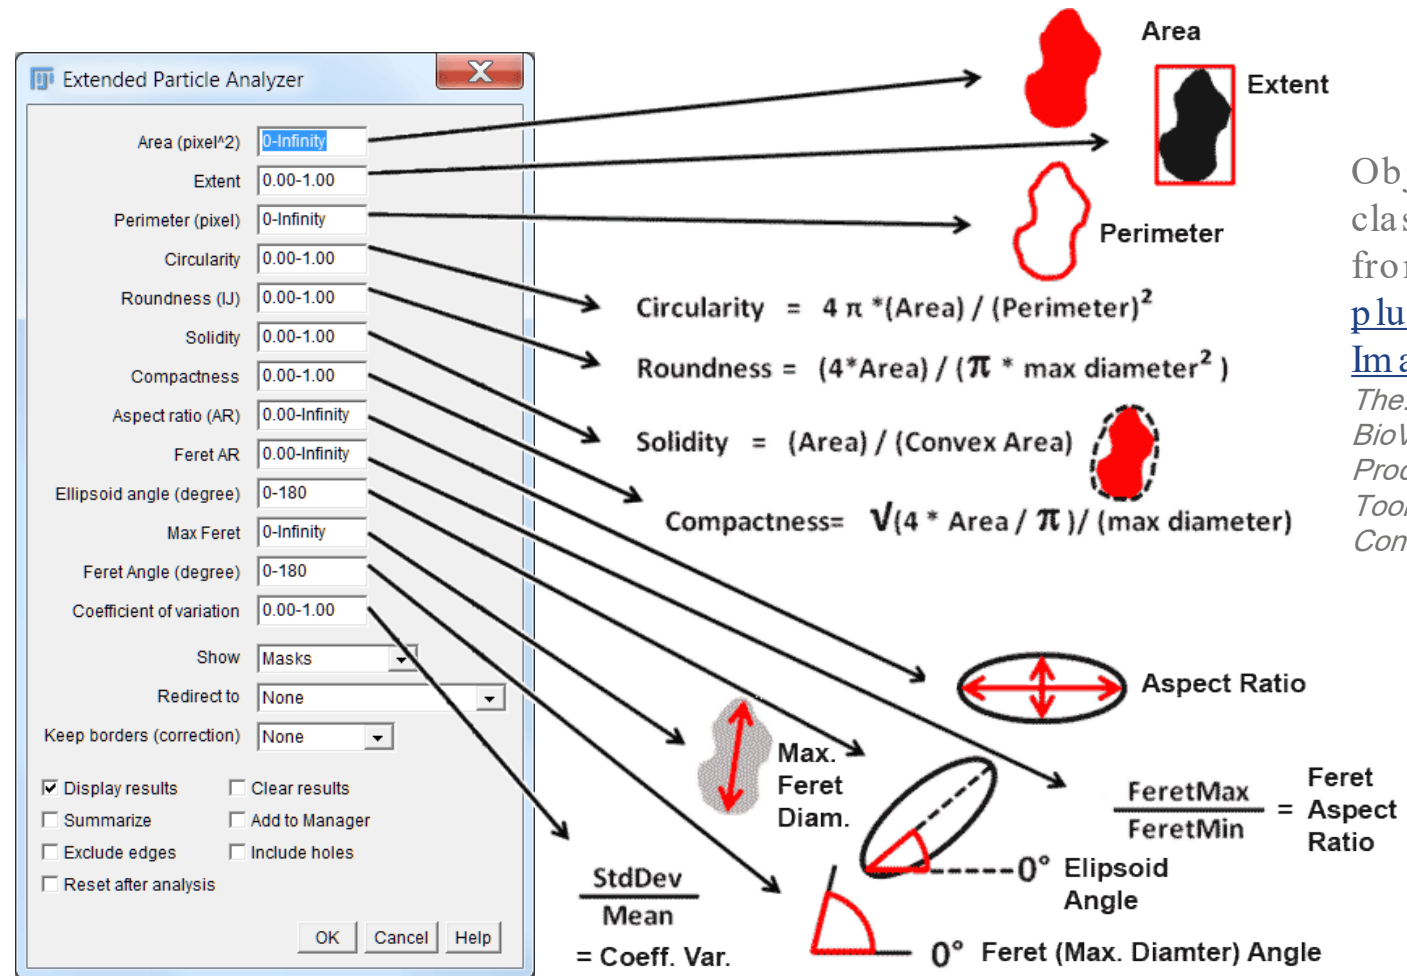 Extended Particle Analyzer
Area (pixel^2) 0-Infinity
Extent 0.00-1.00
Perimeter (pixel) 0-Infinity
Circularity 0.00-1.00
Roundness (IJ) 0.00-1.00
Solidity 0.00-1.00
Compactness 0.00-1.00
Aspect ratio (AR) 0.00-Infinity
Feret AR 0.00-Infinity
Ellipsoid angle (degree) 0-180
Max Feret 0-Infinity
Feret Angle (degree) 0-180
Coefficient of variation 0.00-1.00
Show Masks
Redirect to None
Keep borders (correction) None
Display results Clear results
Summarize Add to Manager
Exclude edges Include holes
Reset after analysis
OK Cancel Help
Area
Extent
Perimeter
Circularity = 4 π *(Area) / (Perimeter)²
Roundness = (4*Area) / (π * max diameter² )
Solidity = (Area) / (Convex Area)
Compactness= √(4 * Area / π )/ (max diameter)
Aspect Ratio
Max.
Feret
Diam.
FeretMax
FeretMin
= Feret
Aspect
Ratio
0° Elipsoid
Angle
StdDev
Mean
= Coeff. Var.
0° Feret (Max. Diamter) Angle